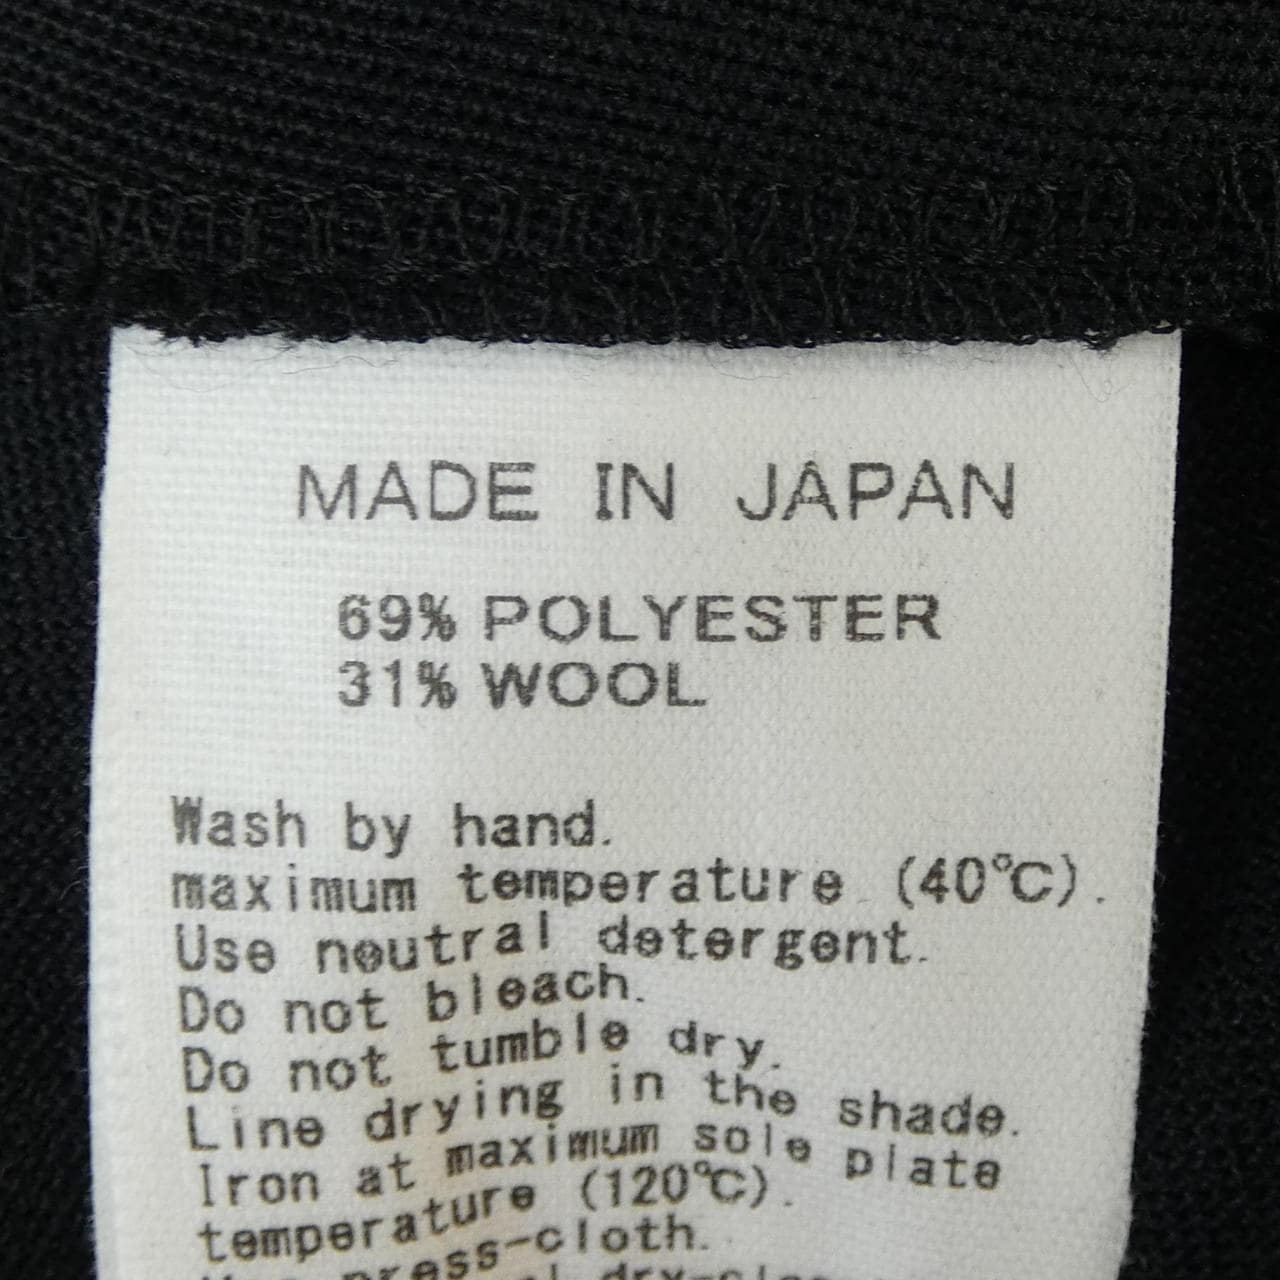 MADE IN JAPAN
69% POLYESTER
31% WOOL
Wash by hand.
maximum temperature (40℃).
Use neutral detergent.
Do not bleach.
Do not tumble dry.
Line drying in the shade.
Iron at maximum sole plate
temperature (120℃).
press-cloth.